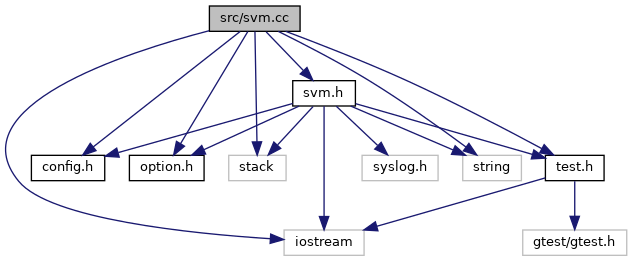 src/svm.cc
svm.h
config.h
option.h
stack
syslog.h
string
test.h
iostream
gtest/gtest.h